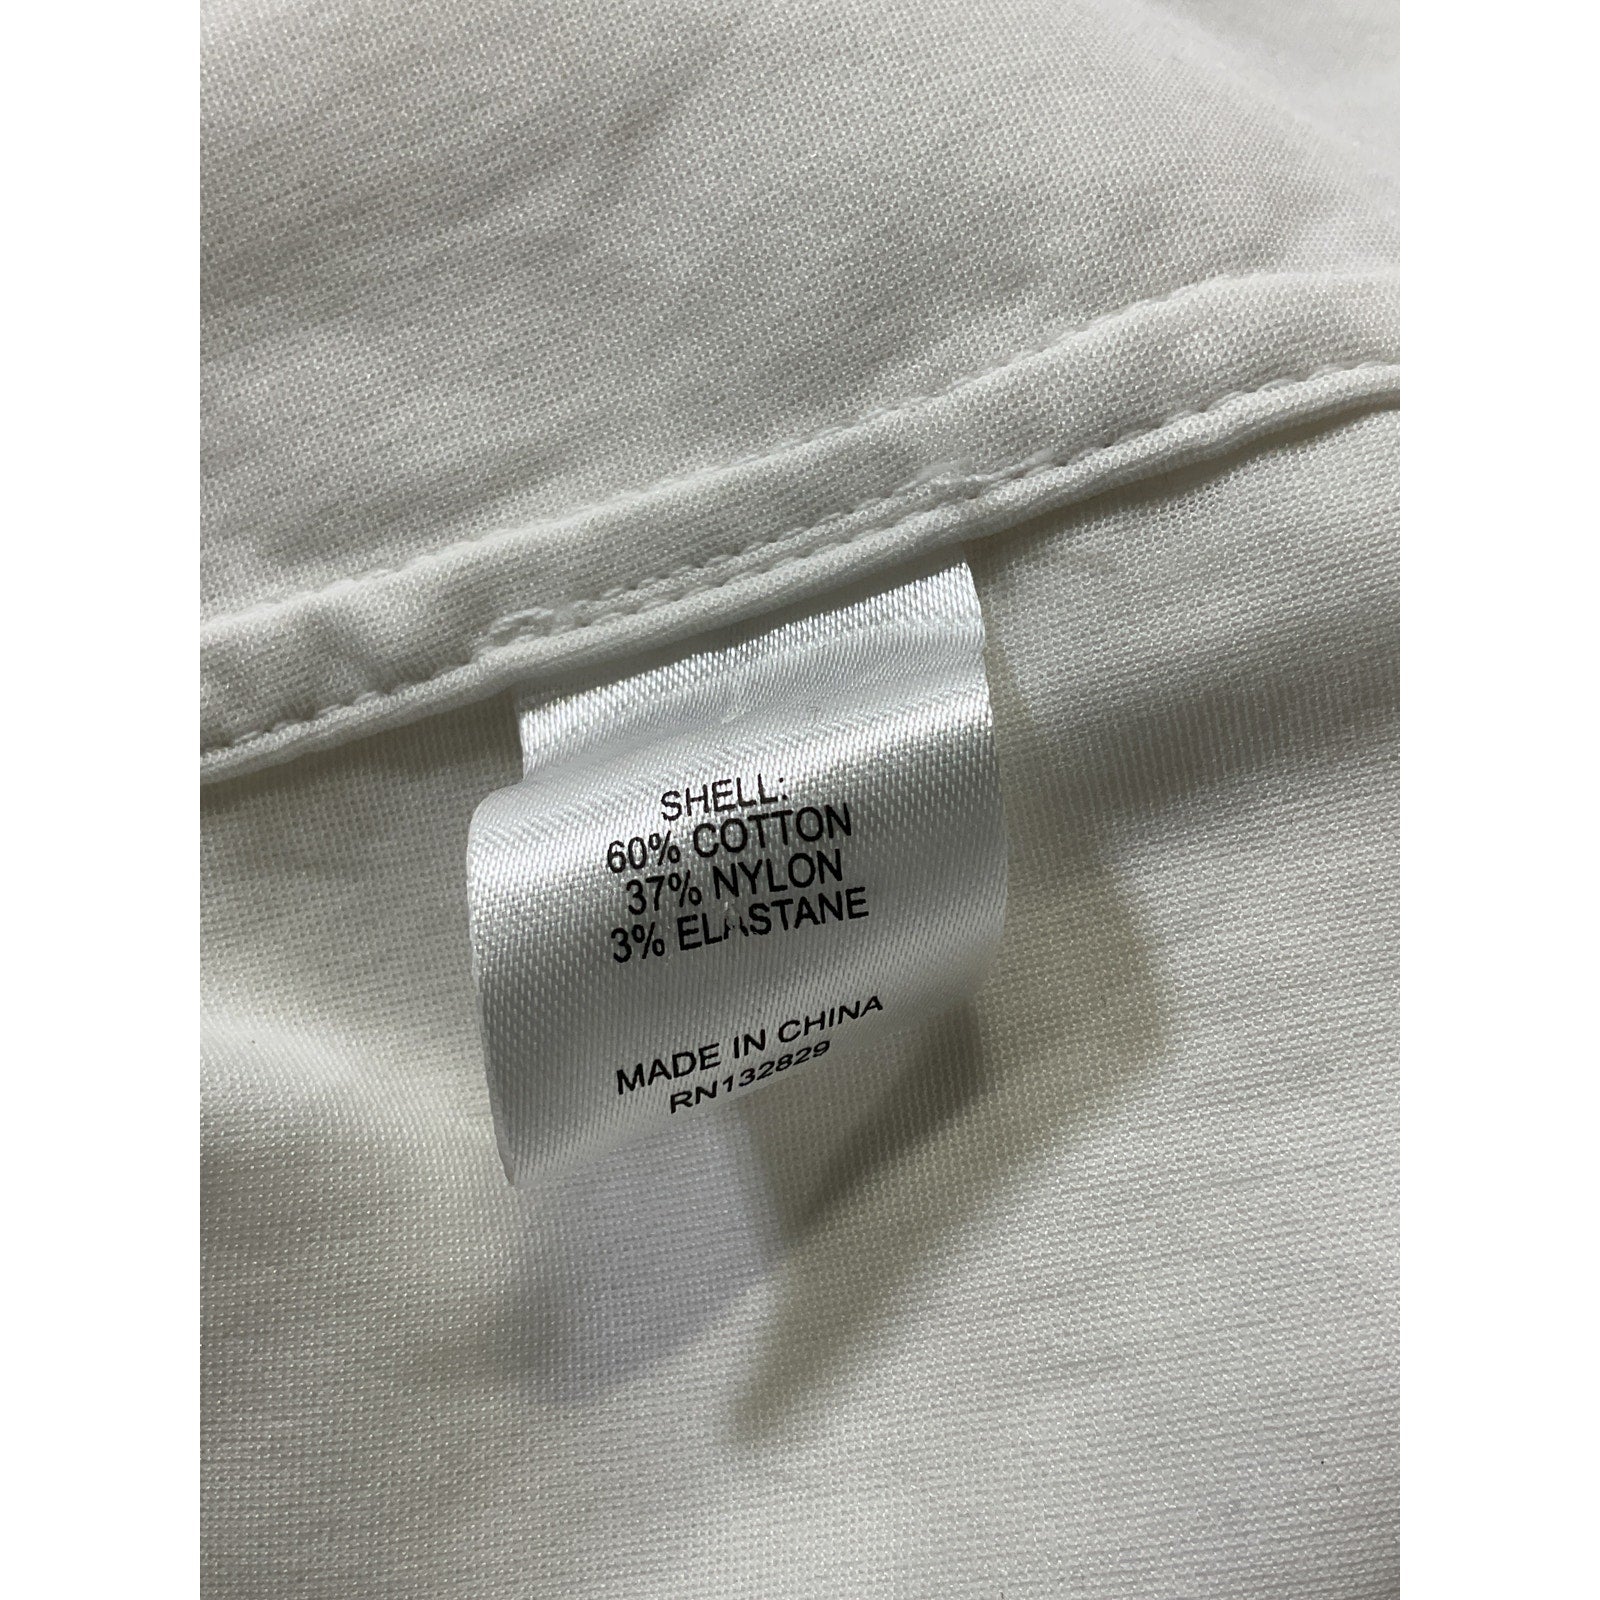 SHELL:
60% COTTON
37% NYLON
3% ELASTANE
MADE IN CHINA
RN132829